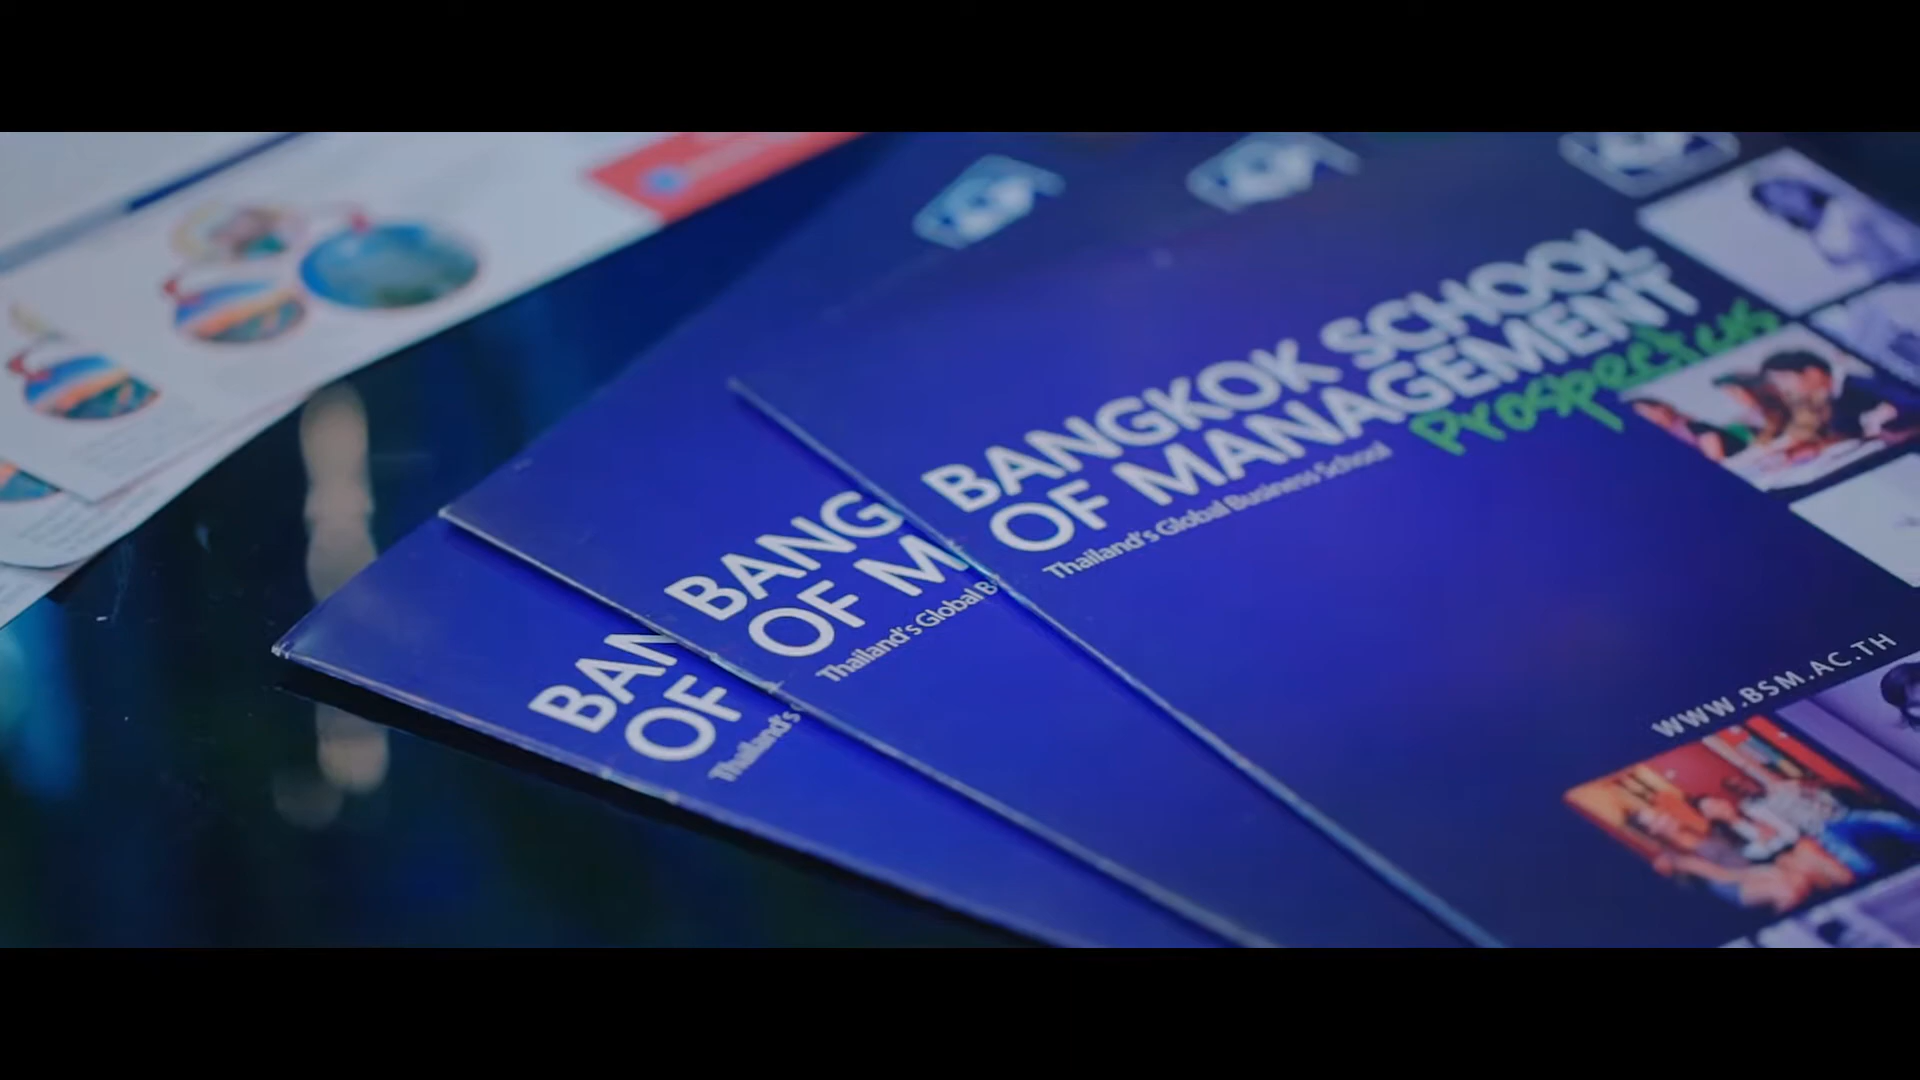 BANGKOK SCHOOL
OF MANAGEMENT
Prospectus
Thailand's Global Business School
WWW.BSM.AC.TH
BANG
OF M
Thailand's Global B
BAN
OF
Thailand's